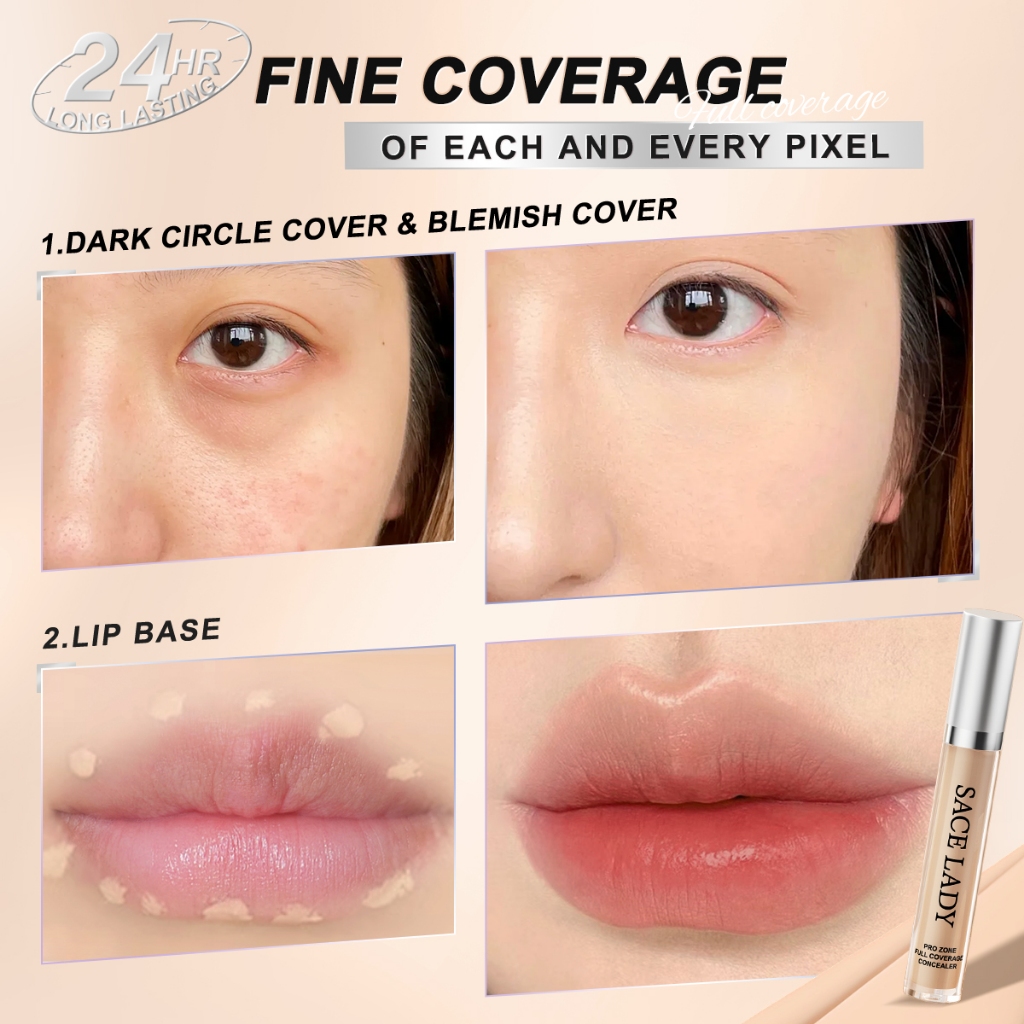 24HR
LONG LASTING
FINE COVERAGE
Full coverage
OF EACH AND EVERY PIXEL
1.DARK CIRCLE COVER & BLEMISH COVER
2.LIP BASE
SACE LADY
PRO ZONE
FULL COVERAGE
CONCEALER